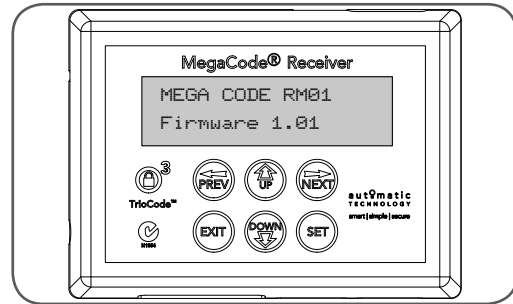 MegaCode® Receiver
MEGA CODE RM01
Firmware 1.01
3
TrioCode™
PREV
UP
NEXT
automatic
TECHNOLOGY
smart | simple | secure
N1004
EXIT
DOWN
SET